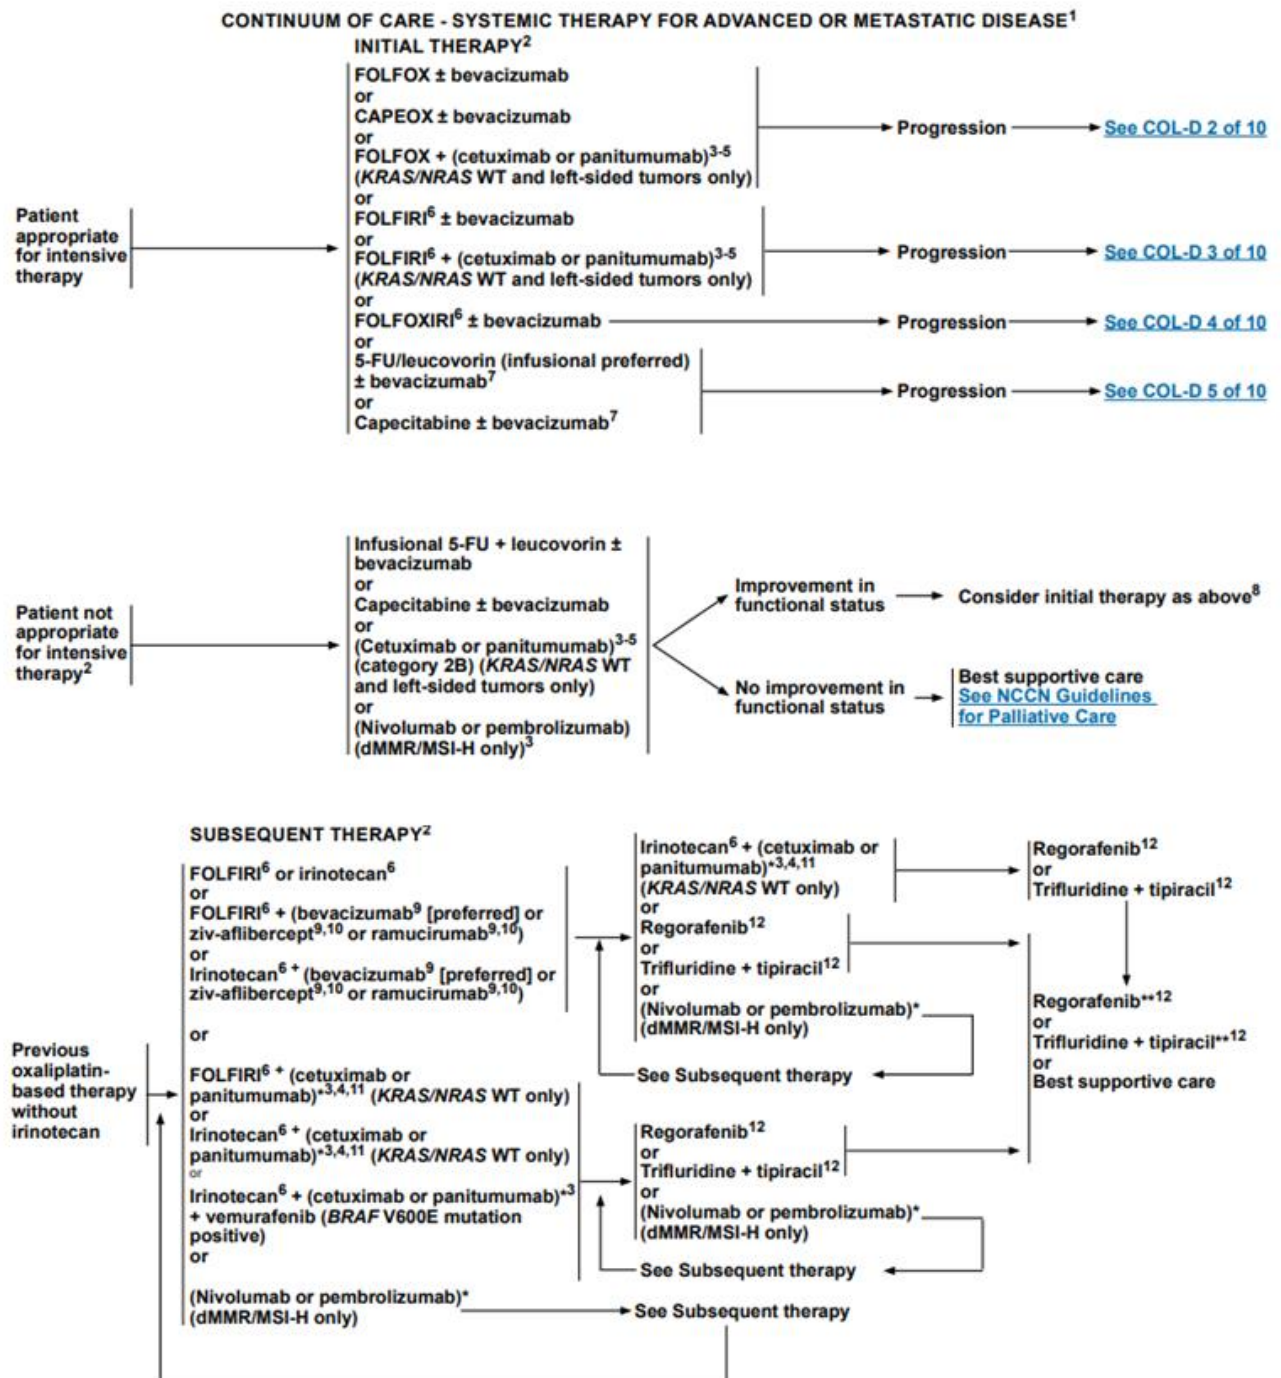 CONTINUUM OF CARE - SYSTEMIC THERAPY FOR ADVANCED OR METASTATIC DISEASE1
INITIAL THERAPY2
Patient
appropriate
for intensive
therapy
FOLFOX ± bevacizumab
or
CAPEOX ± bevacizumab
or
FOLFOX + (cetuximab or panitumumab)3-5
(KRAS/NRAS WT and left-sided tumors only)
or
FOLFIRI6 ± bevacizumab
or
FOLFIRI6 + (cetuximab or panitumumab)3-5
(KRAS/NRAS WT and left-sided tumors only)
or
FOLFOXIRI6 ± bevacizumab
or
5-FU/leucovorin (infusional preferred)
± bevacizumab7
or
Capecitabine ± bevacizumab7
Progression
See COL-D 2 of 10
Progression
See COL-D 3 of 10
Progression
See COL-D 4 of 10
Progression
See COL-D 5 of 10
Patient not
appropriate
for intensive
therapy2
Infusional 5-FU + leucovorin ±
bevacizumab
or
Capecitabine ± bevacizumab
or
(Cetuximab or panitumumab)3-5
(category 2B) (KRAS/NRAS WT
and left-sided tumors only)
or
(Nivolumab or pembrolizumab)
(dMMR/MSI-H only)3
Improvement in
functional status
Consider initial therapy as above8
No improvement in
functional status
Best supportive care
See NCCN Guidelines
for Palliative Care
SUBSEQUENT THERAPY2
Previous
oxaliplatin-
based therapy
without
irinotecan
FOLFIRI6 or irinotecan6
or
FOLFIRI6 + (bevacizumab9 [preferred] or
ziv-aflibercept9,10 or ramucirumab9,10)
or
Irinotecan6 + (bevacizumab9 [preferred] or
ziv-aflibercept9,10 or ramucirumab9,10)
or
FOLFIRI6 + (cetuximab or
panitumumab)*3,4,11 (KRAS/NRAS WT only)
or
Irinotecan6 + (cetuximab or
panitumumab)*3,4,11 (KRAS/NRAS WT only)
or
Irinotecan6 + (cetuximab or panitumumab)*3
+ vemurafenib (BRAF V600E mutation
positive)
or
(Nivolumab or pembrolizumab)*
(dMMR/MSI-H only)
Irinotecan6 + (cetuximab or
panitumumab)*3,4,11
(KRAS/NRAS WT only)
or
Regorafenib12
or
Trifluridine + tipiracil12
or
(Nivolumab or pembrolizumab)*
(dMMR/MSI-H only)
See Subsequent therapy
Regorafenib12
or
Trifluridine + tipiracil12
or
(Nivolumab or pembrolizumab)*
(dMMR/MSI-H only)
See Subsequent therapy
See Subsequent therapy
Regorafenib12
or
Trifluridine + tipiracil12
Regorafenib**12
or
Trifluridine + tipiracil**12
or
Best supportive care